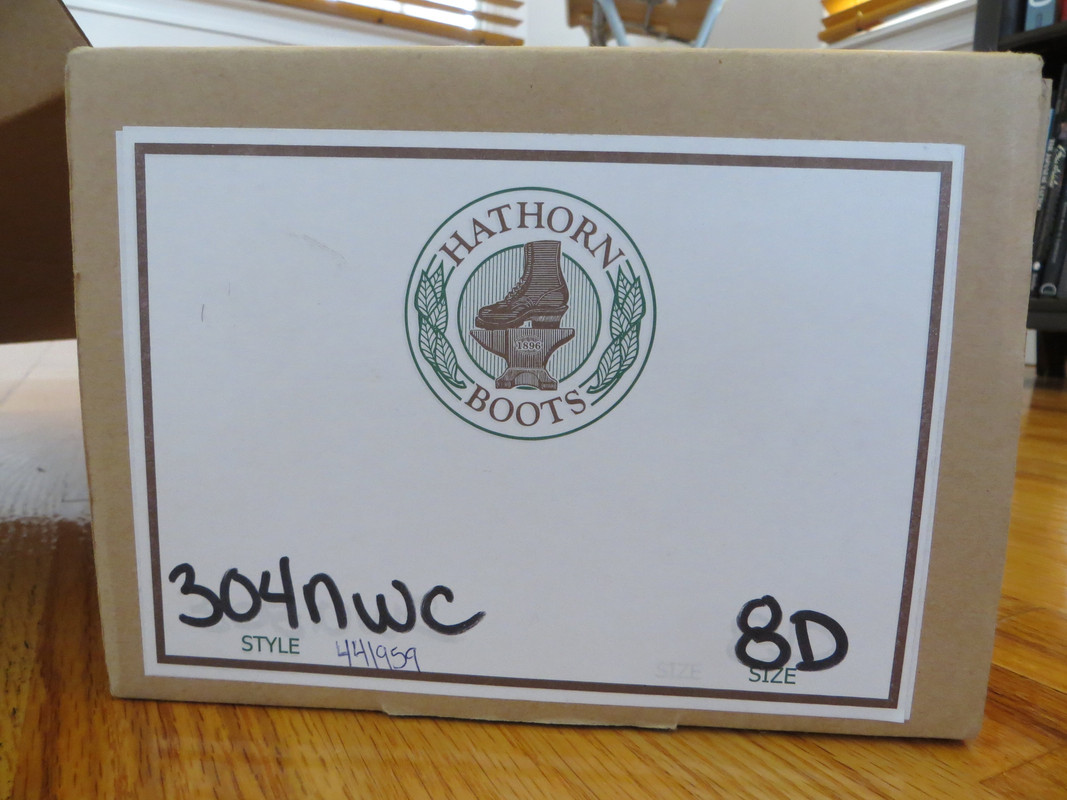 HATHORN
1896
BOOTS
304nwc
8D
STYLE
441959
SIZE
SIZE